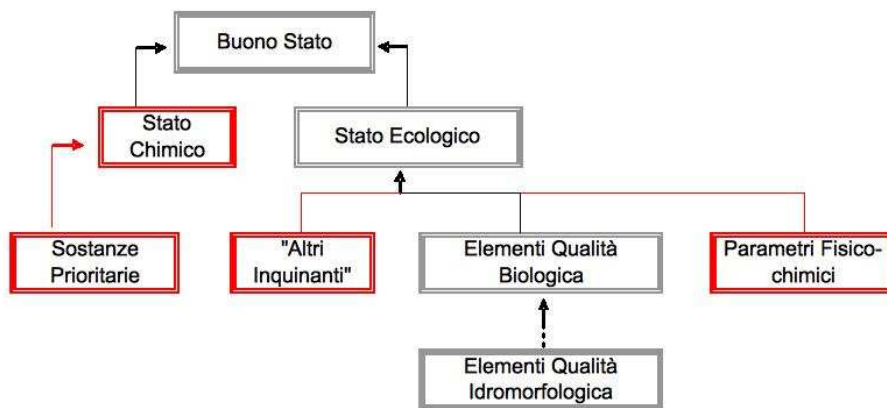 Buono Stato
Stato
Chimico
Stato Ecologico
Sostanze
Prioritarie
"Altri
Inquinanti"
Elementi Qualità
Biologica
Parametri Fisico-
chimici
Elementi Qualità
Idromorfologica